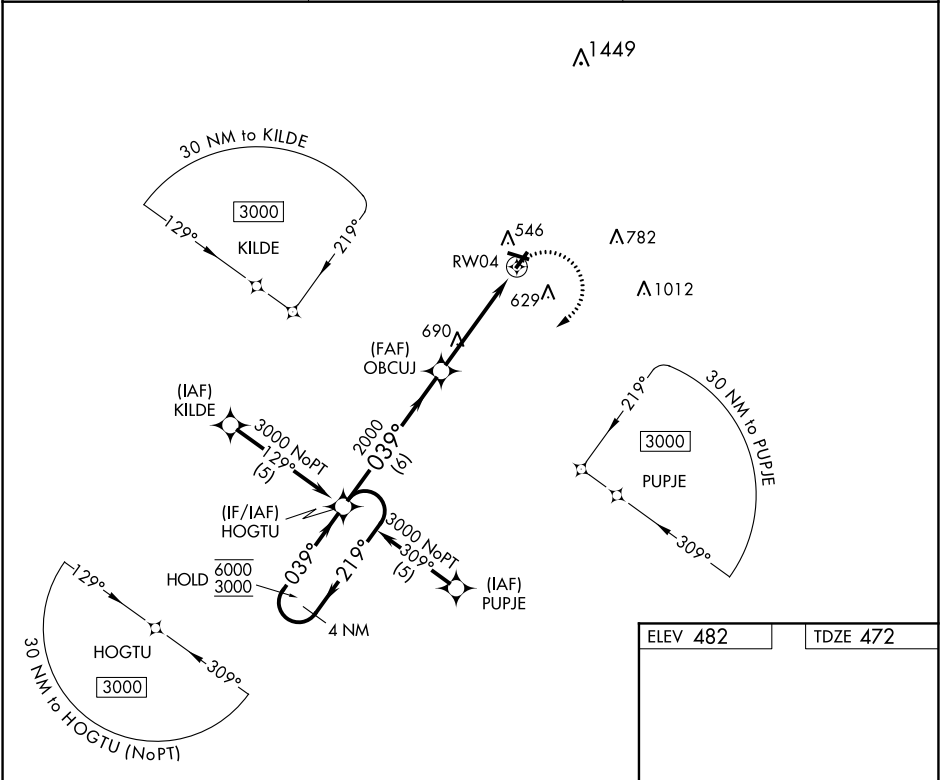 1449
30 NM to KILDE
3000
129°
KILDE
219°
546
782
RW04
629
1012
690
(FAF)
OBCUJ
(IAF)
KILDE
3000 NoPT
129°
(5)
2000
039°
(6)
30 NM to PUPJE
219°
3000
PUPJE
309°
(IF/IAF)
HOGTU
3000 NoPT
309°
(5)
(IAF)
PUPJE
HOLD
6000
3000
039°
219°
4 NM
129°
HOGTU
309°
3000
30 NM to HOGTU (NoPT)
ELEV 482
TDZE 472